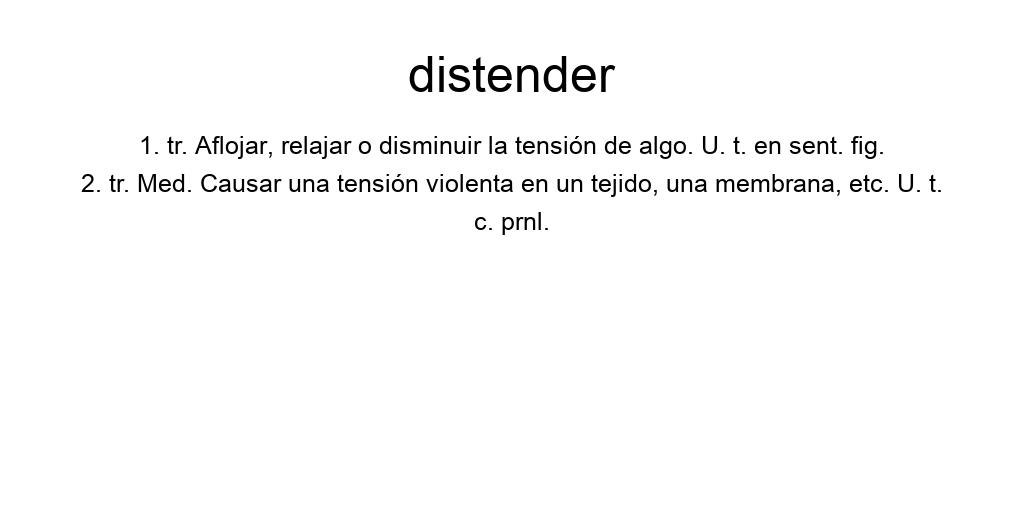 distender
1. tr. Aflojar, relajar o disminuir la tensión de algo. U. t. en sent. fig.
2. tr. Med. Causar una tensión violenta en un tejido, una membrana, etc. U. t.
c. prnl.